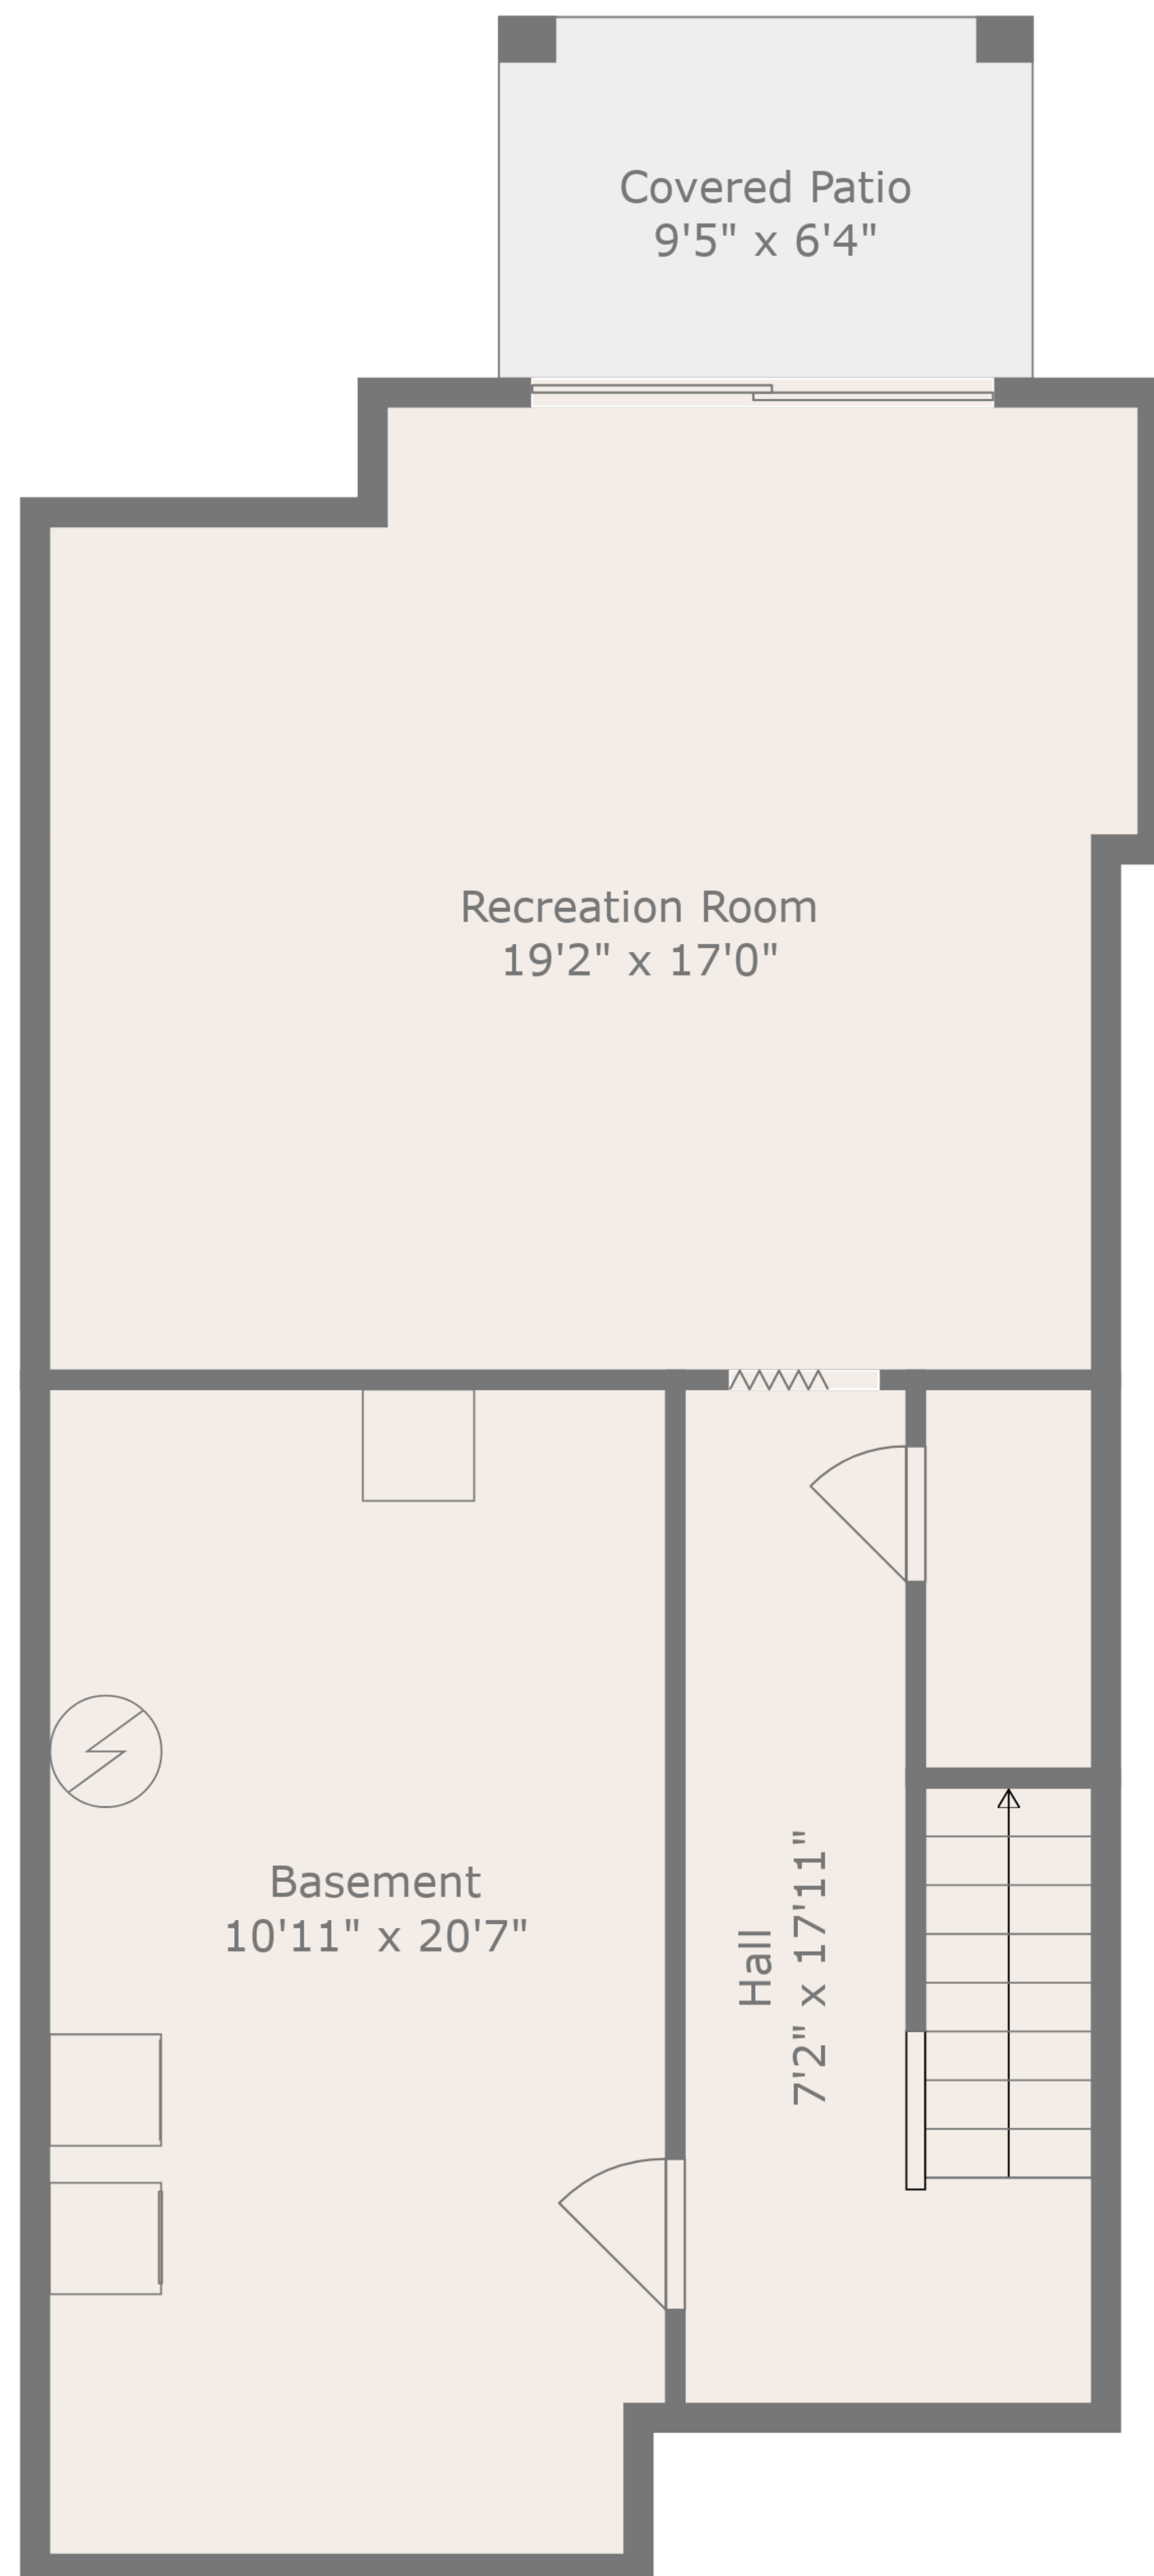 Covered Patio
9'5" x 6'4"
Recreation Room
19'2" x 17'0"
Basement
10'11" x 20'7"
Hall
7'2" x 17'11"